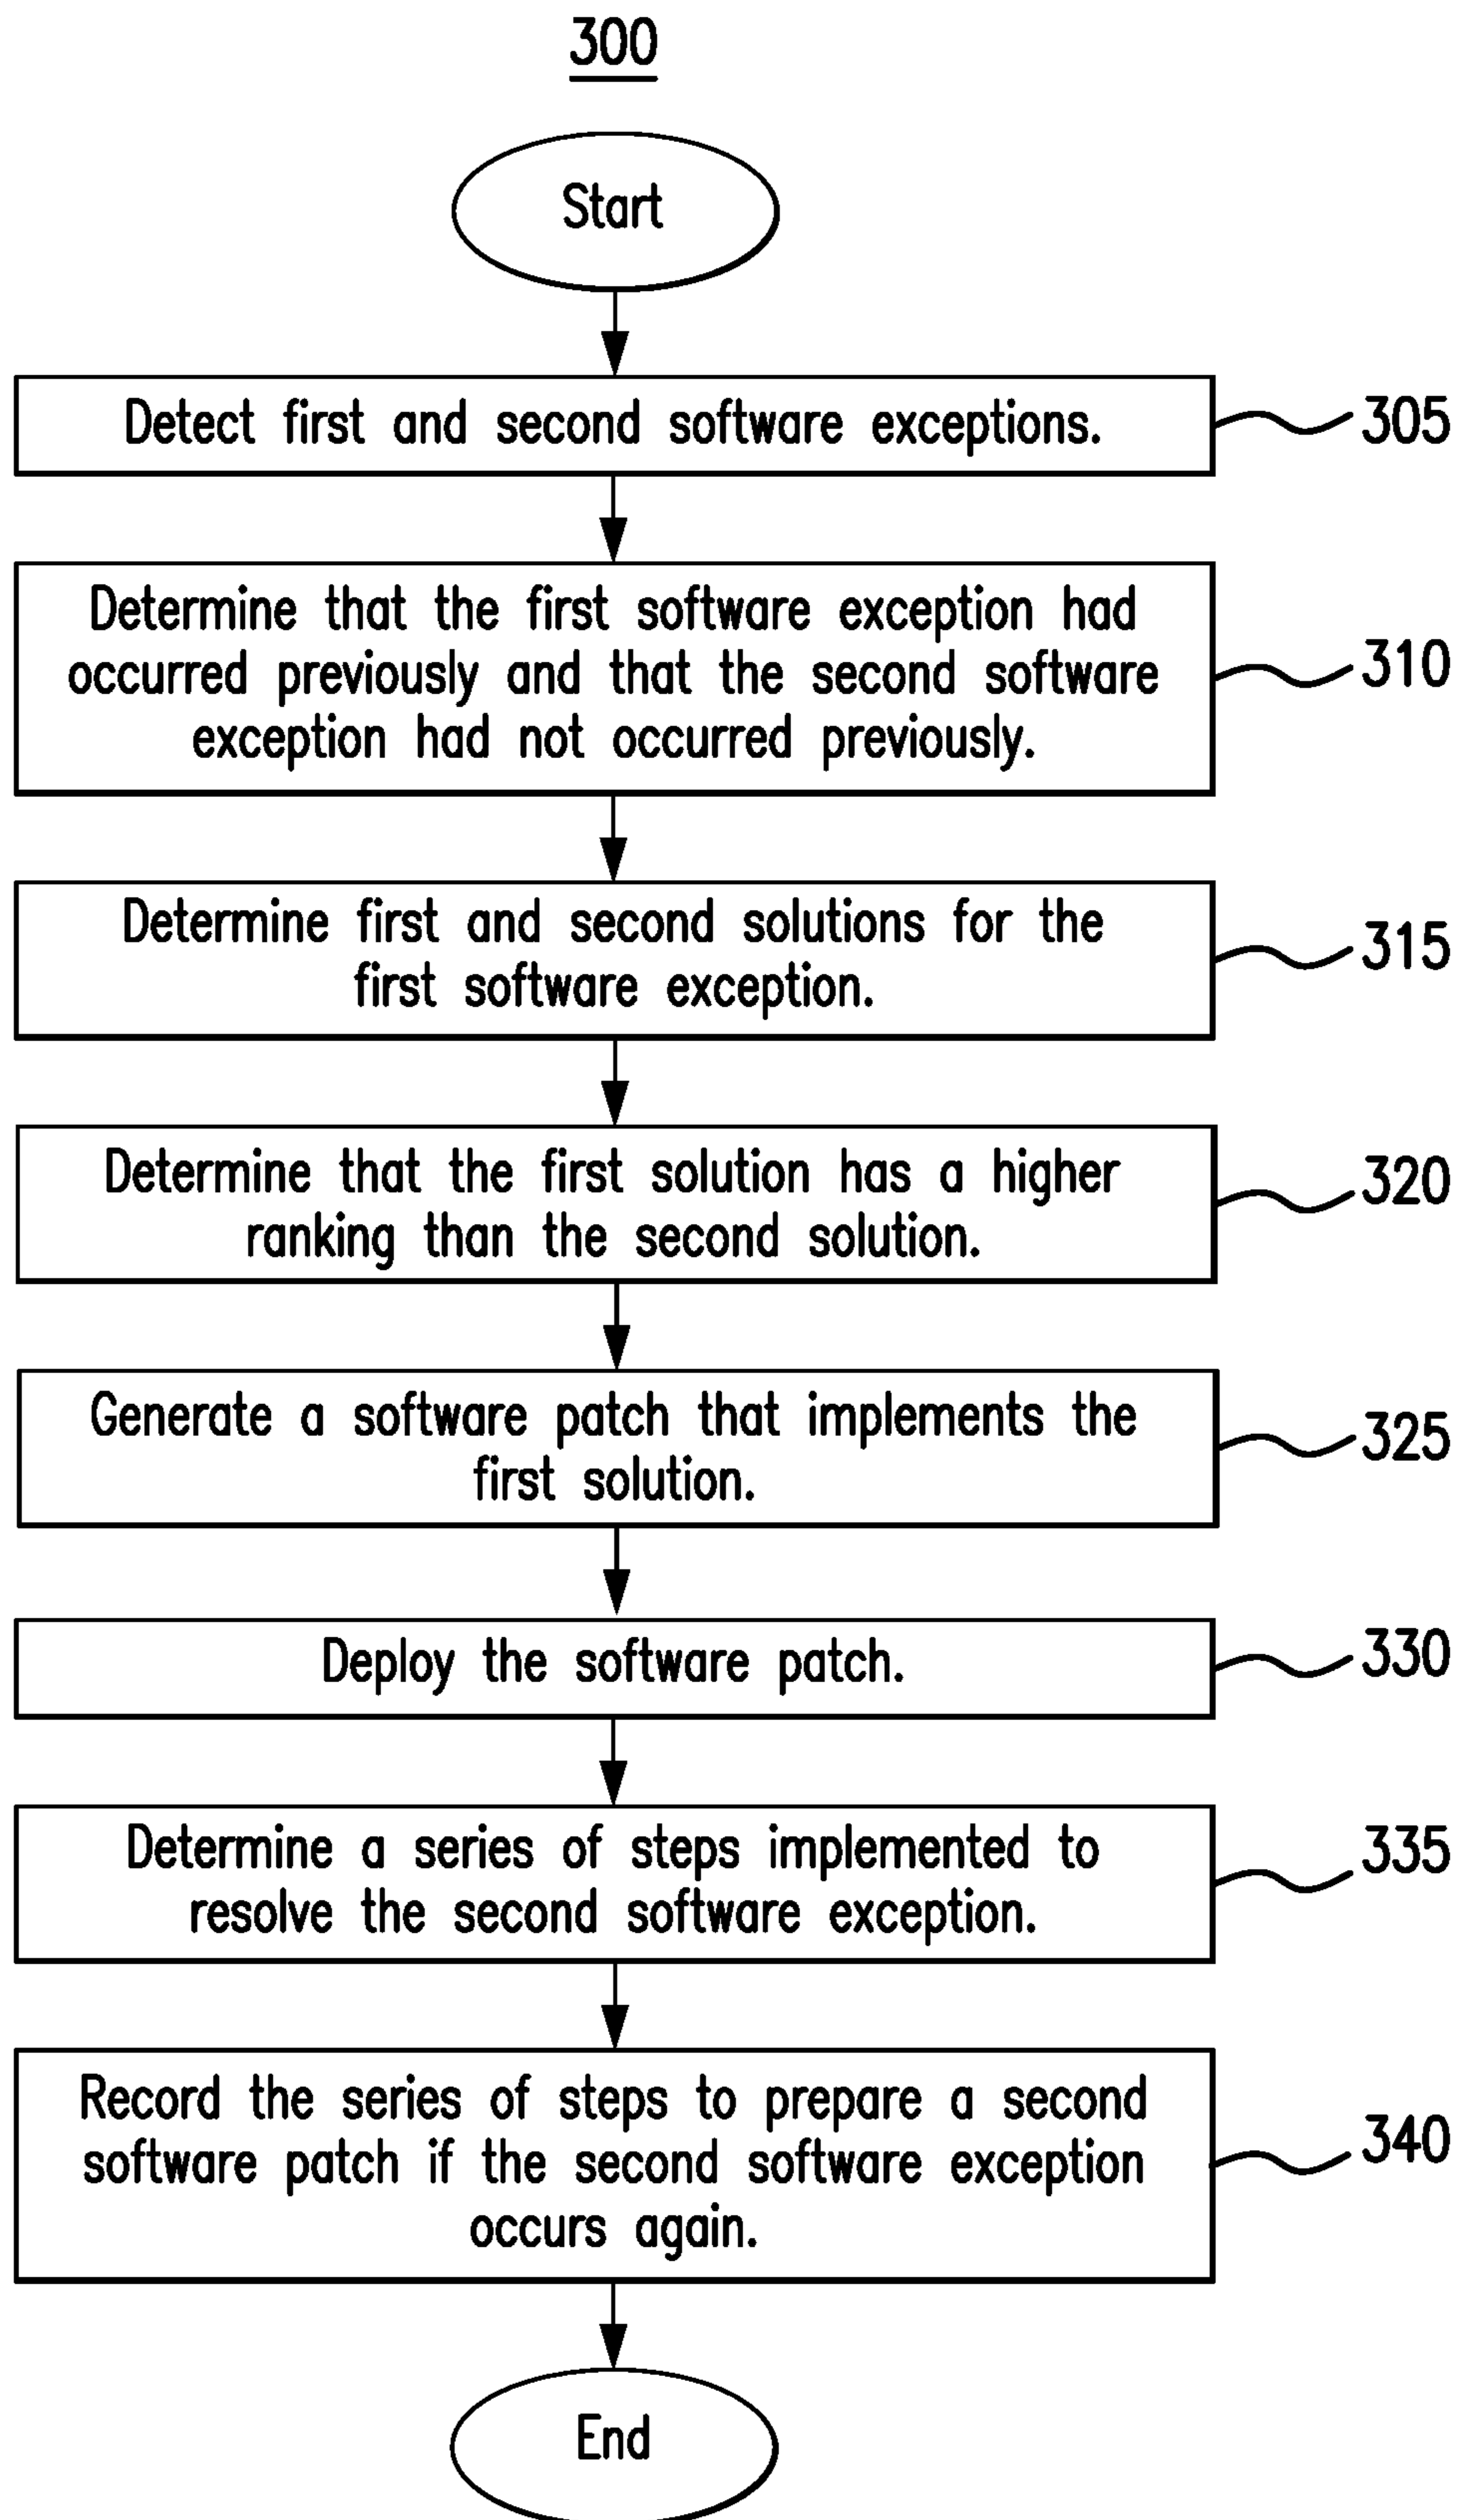 300
Start
Detect first and second software exceptions.
305
Determine that the first software exception had
occurred previously and that the second software
exception had not occurred previously.
310
Determine first and second solutions for the
first software exception.
315
Determine that the first solution has a higher
ranking than the second solution.
320
Generate a software patch that implements the
first solution.
325
Deploy the software patch.
330
Determine a series of steps implemented to
resolve the second software exception.
335
Record the series of steps to prepare a second
software patch if the second software exception
occurs again.
340
End